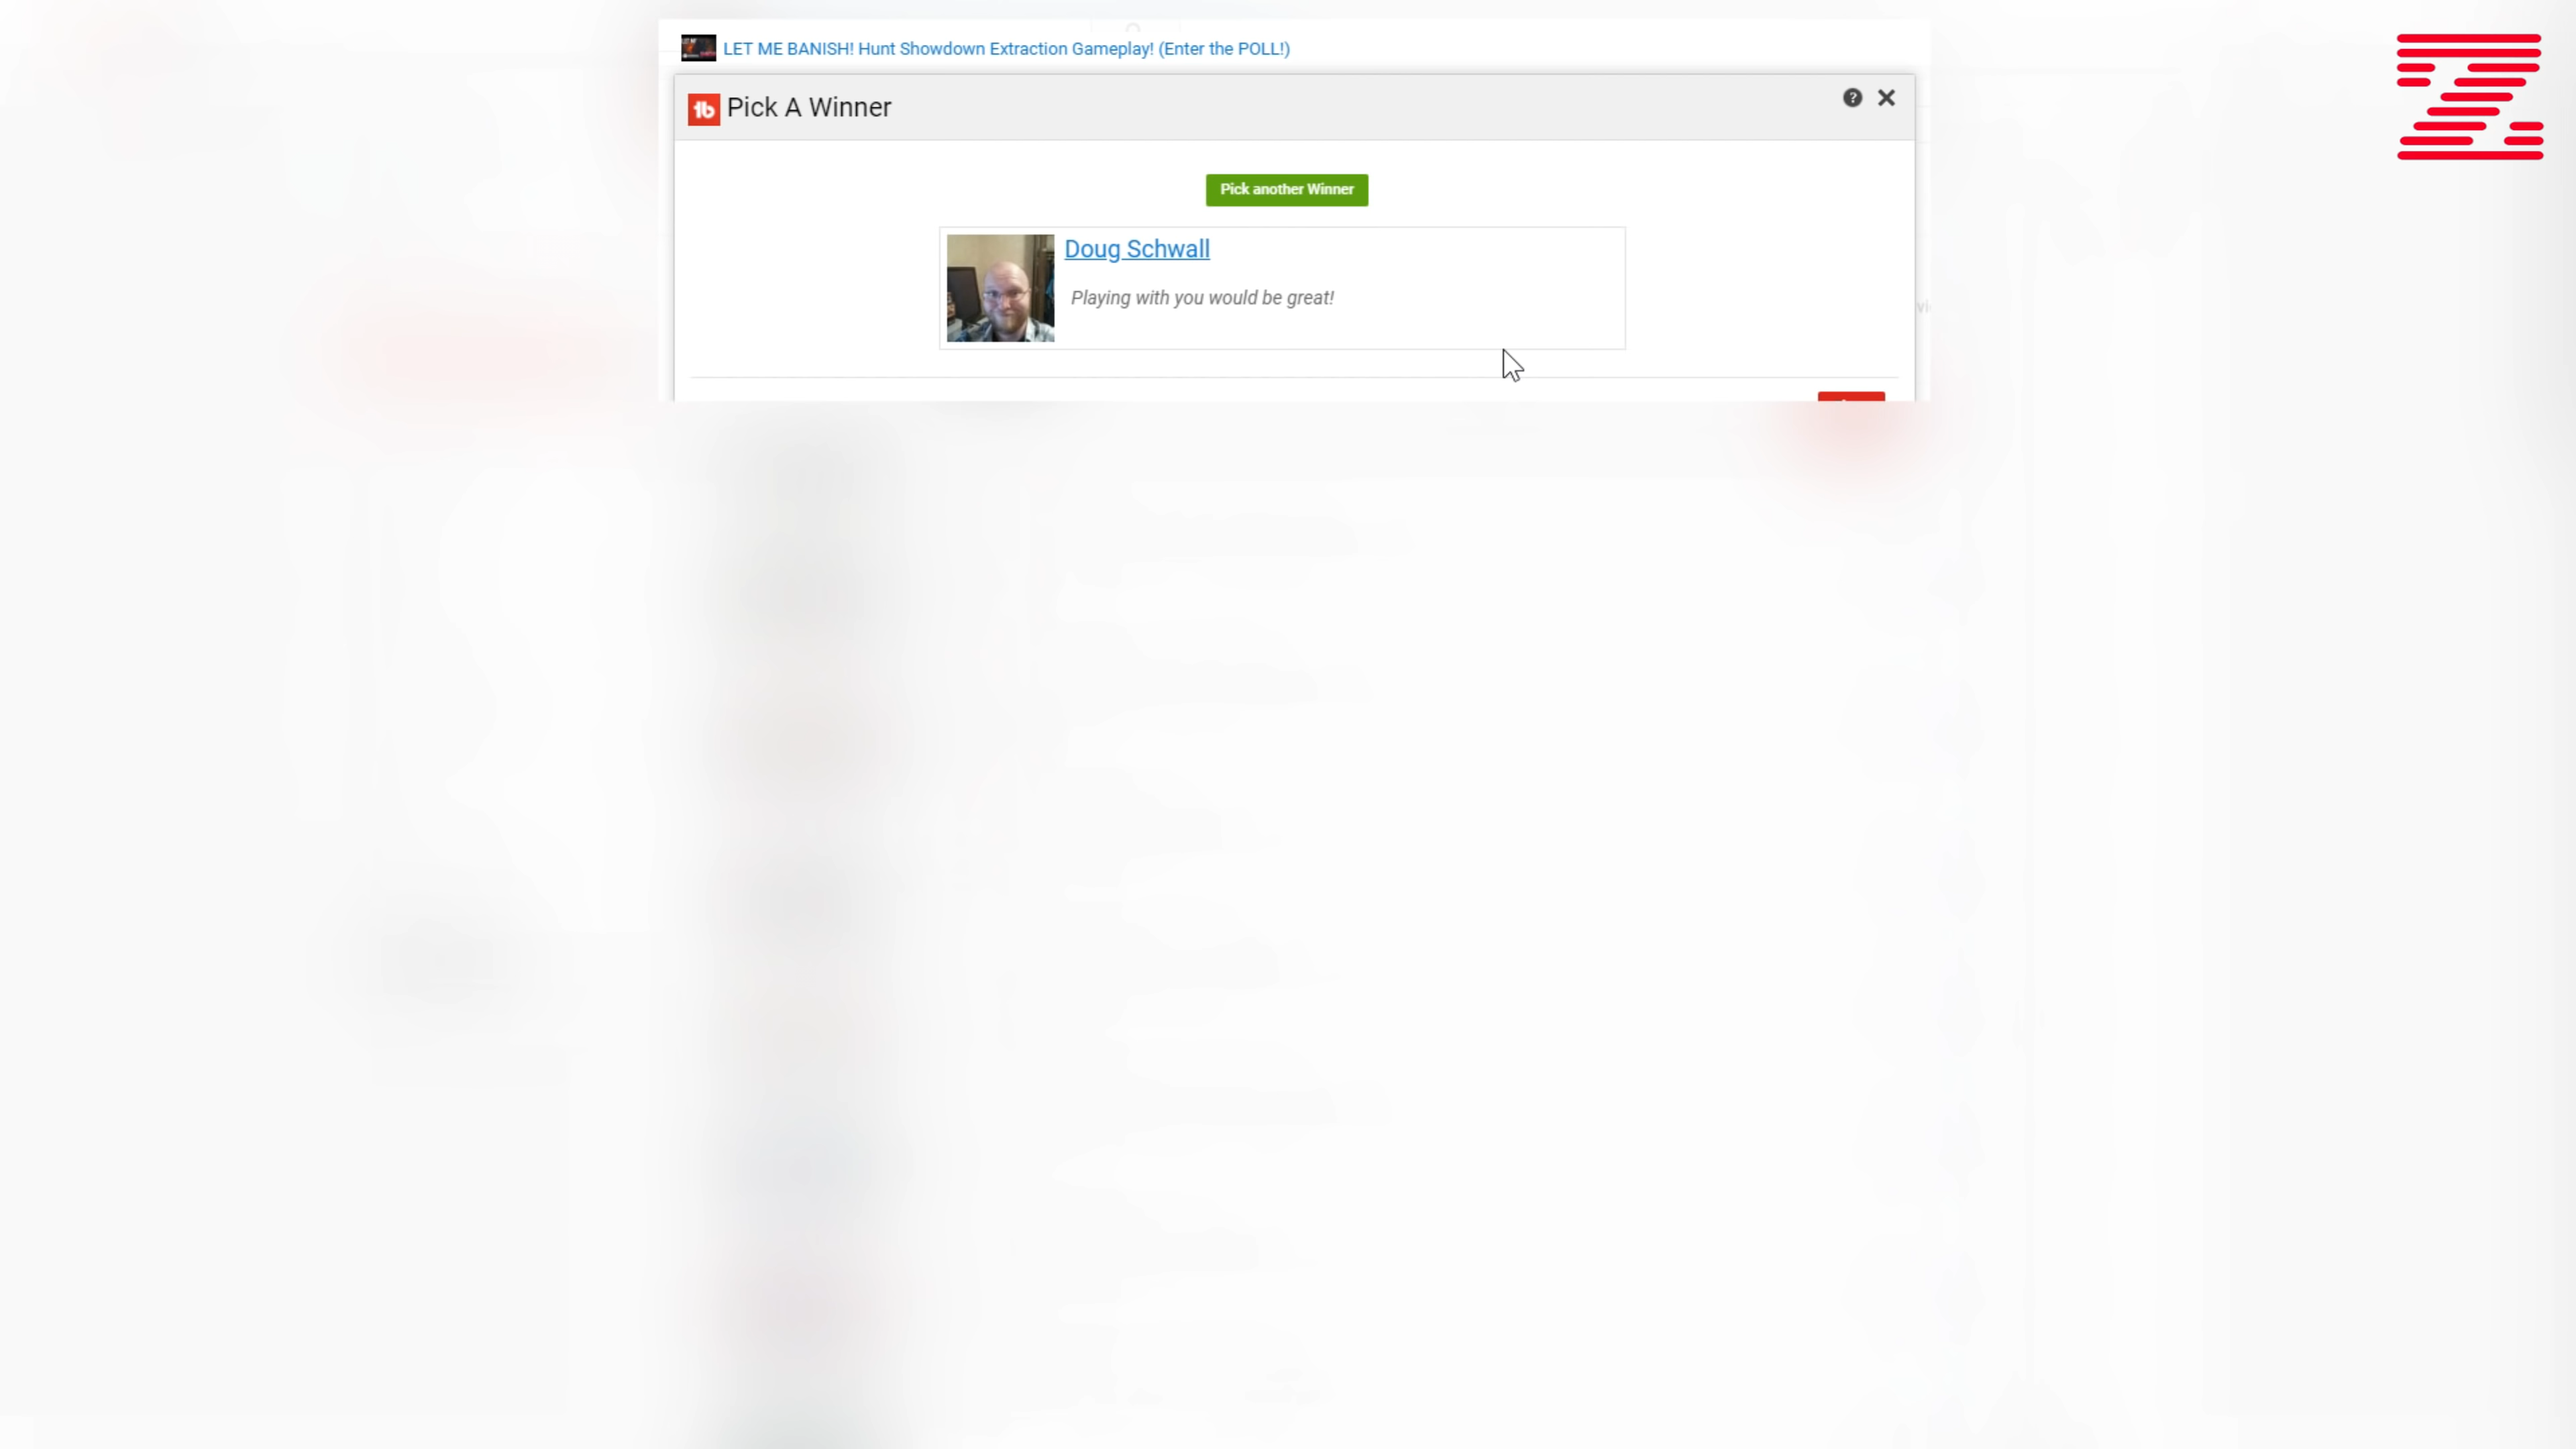 LET ME BANISH! Hunt Showdown Extraction Gameplay! (Enter the POLL!)
Pick A Winner
Pick another Winner
Doug Schwall
Playing with you would be great!